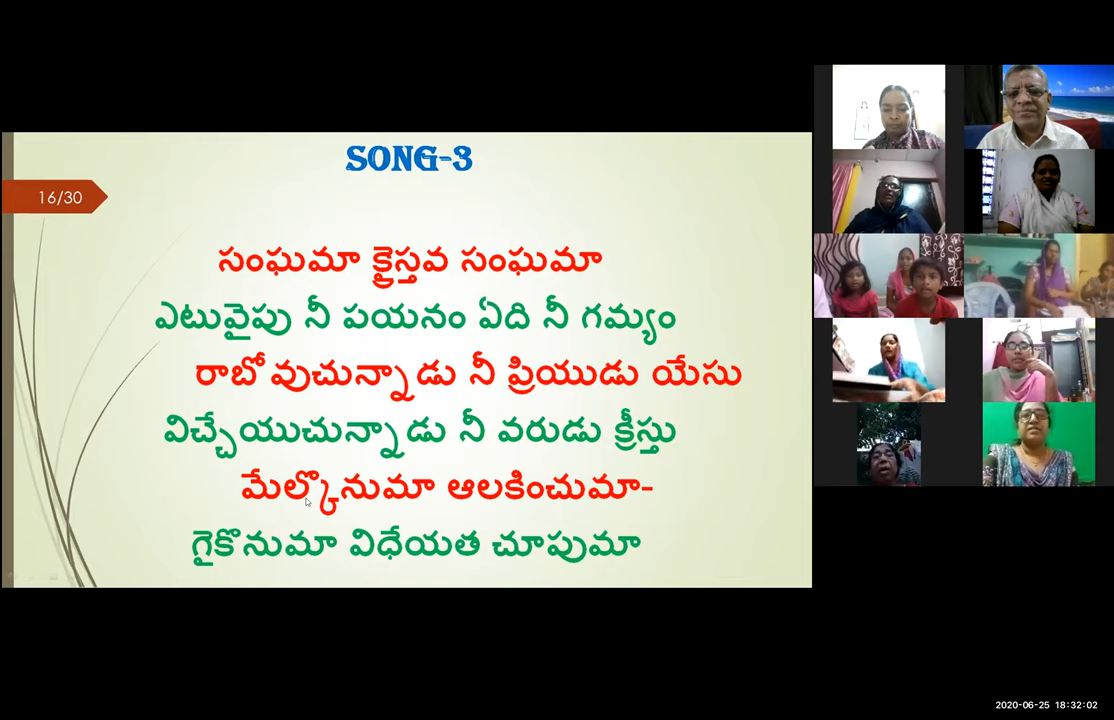 SONG-3
16/30
సంఘమా క్రైస్తవ సంఘమా
ఎటువైపు నీ పయనం ఏది నీ గమ్యం
రాబోవుచున్నాడు నీ ప్రియుడు యేసు
విచ్చేయుచున్నాడు నీ వరుడు క్రీస్తు
మేల్కొనుమా ఆలకించుమా-
గైకొనుమా విధేయత చూపుమా
2020-06-25 18:32:02